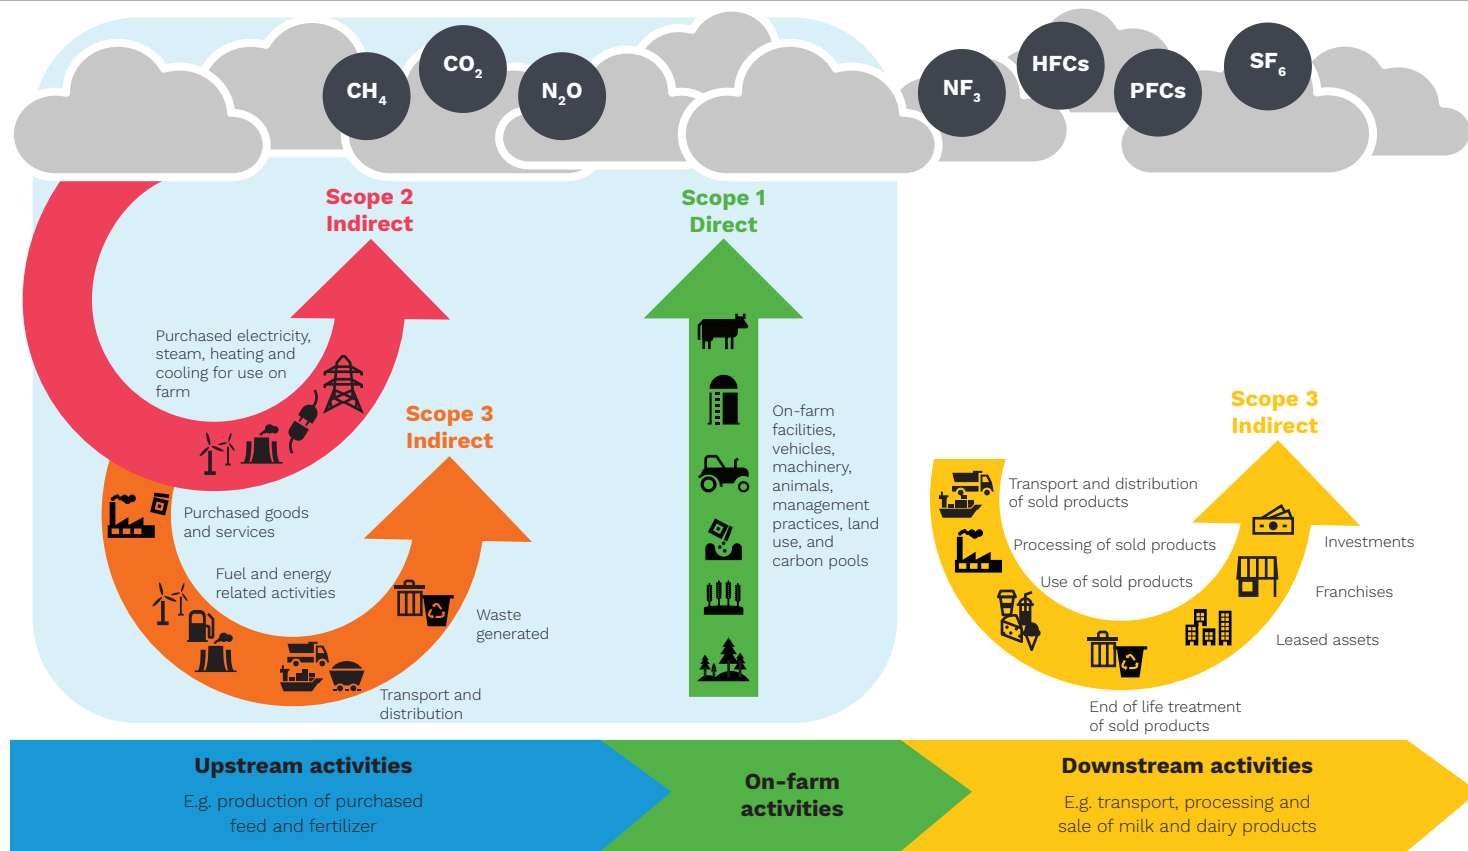 CH4
CO2
N2O
NF3
HFCs
PFCs
SF6
Scope 2
Indirect
Scope 1
Direct
Purchased electricity,
steam, heating and
cooling for use on
farm
Scope 3
Indirect
Purchased goods
and services
Fuel and energy
related activities
Waste
generated
Transport and
distribution
On-farm
facilities,
vehicles,
machinery,
animals,
management
practices, land
use, and
carbon pools
Scope 3
Indirect
Transport and distribution
of sold products
Processing of sold products
Use of sold products
Investments
Franchises
Leased assets
End of life treatment
of sold products
Upstream activities
E.g. production of purchased
feed and fertilizer
On-farm
activities
Downstream activities
E.g. transport, processing and
sale of milk and dairy products